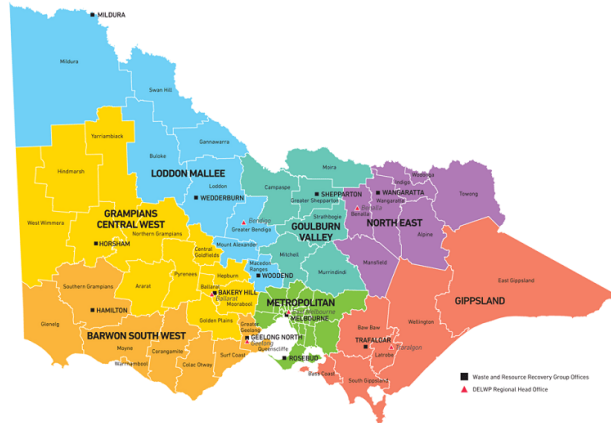 MILDURA
Mildura
Swan Hill
Yarriambiack
Gannawarra
Buloke
Hindmarsh
LODDON MALLEE
Moira
Campaspe
Loddon
WEDDERBURN
SHEPPARTON
Greater Shepparton
Wodonga
Indigo
WANGARATTA
Wangaratta
Towong
GRAMPIANS
CENTRAL WEST
West Wimmera
Northern Grampians
HORSHAM
Bendigo
Greater Bendigo
Strathbogie
Benalla
Benalla
GOULBURN
VALLEY
NORTH EAST
Alpine
Mount Alexander
Central
Goldfields
Mitchell
Mansfield
Macedon
Ranges
WOODEND
Murrindindi
Pyrenees
Hepburn
Ararat
Southern Grampians
BAKERY HILL
Ballarat
Ballarat
Moorabool
METROPOLITAN
East Melbourne
MELBOURNE
East Gippsland
GIPPSLAND
Wellington
HAMILTON
Glenelg
Golden Plains
Greater
Geelong
BARWON SOUTH WEST
GEELONG NORTH
Geelong
Queenscliffe
Moyne
Corangamite
Warrnambool
Colac Otway
Surf Coast
ROSEBUD
Baw Baw
TRAFALGAR
Latrobe
Traralgon
Bass Coast
South Gippsland
Waste and Resource Recovery Group Offices
DELWP Regional Head Office